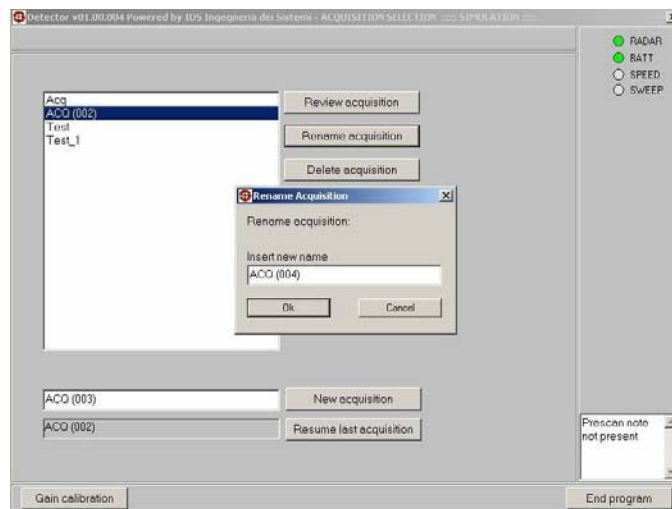 Detector v01.00.004 Powered by IDS Ingegneria dei Sistemi - ACQUISITION SELECTION ::::: SIMULATION :::::
RADAR
BATT
SPEED
SWEEP
Acq
ACQ (002)
Test
Test_1
Review acquisition
Rename acquisition
Delete acquisition
Rename Acquisition
Rename acquisition:
Insert new name
ACQ (004)
Ok
Cancel
ACQ (003)
New acquisition
ACQ (002)
Resume last acquisition
Prescan note
not present
Gain calibration
End program